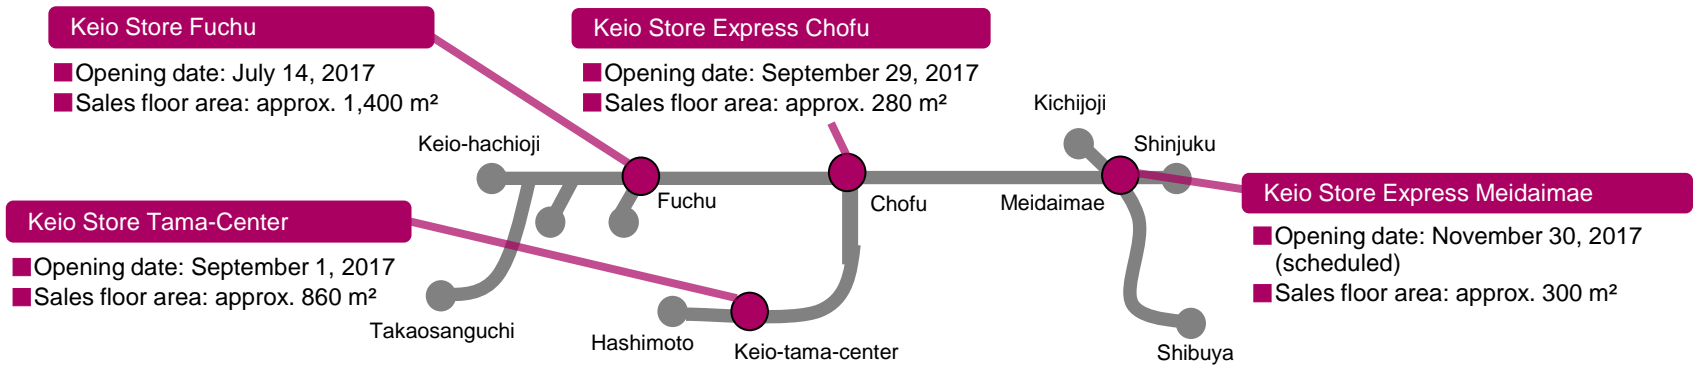 Keio Store Fuchu
■Opening date: July 14, 2017
■Sales floor area: approx. 1,400 m²
Keio Store Express Chofu
■Opening date: September 29, 2017
■Sales floor area: approx. 280 m²
Kichijoji
Keio-hachioji
Shinjuku
Fuchu
Chofu
Meidaimae
Keio Store Express Meidaimae
■Opening date: November 30, 2017
(scheduled)
■Sales floor area: approx. 300 m²
Keio Store Tama-Center
■Opening date: September 1, 2017
■Sales floor area: approx. 860 m²
Takaosanguchi
Hashimoto
Keio-tama-center
Shibuya